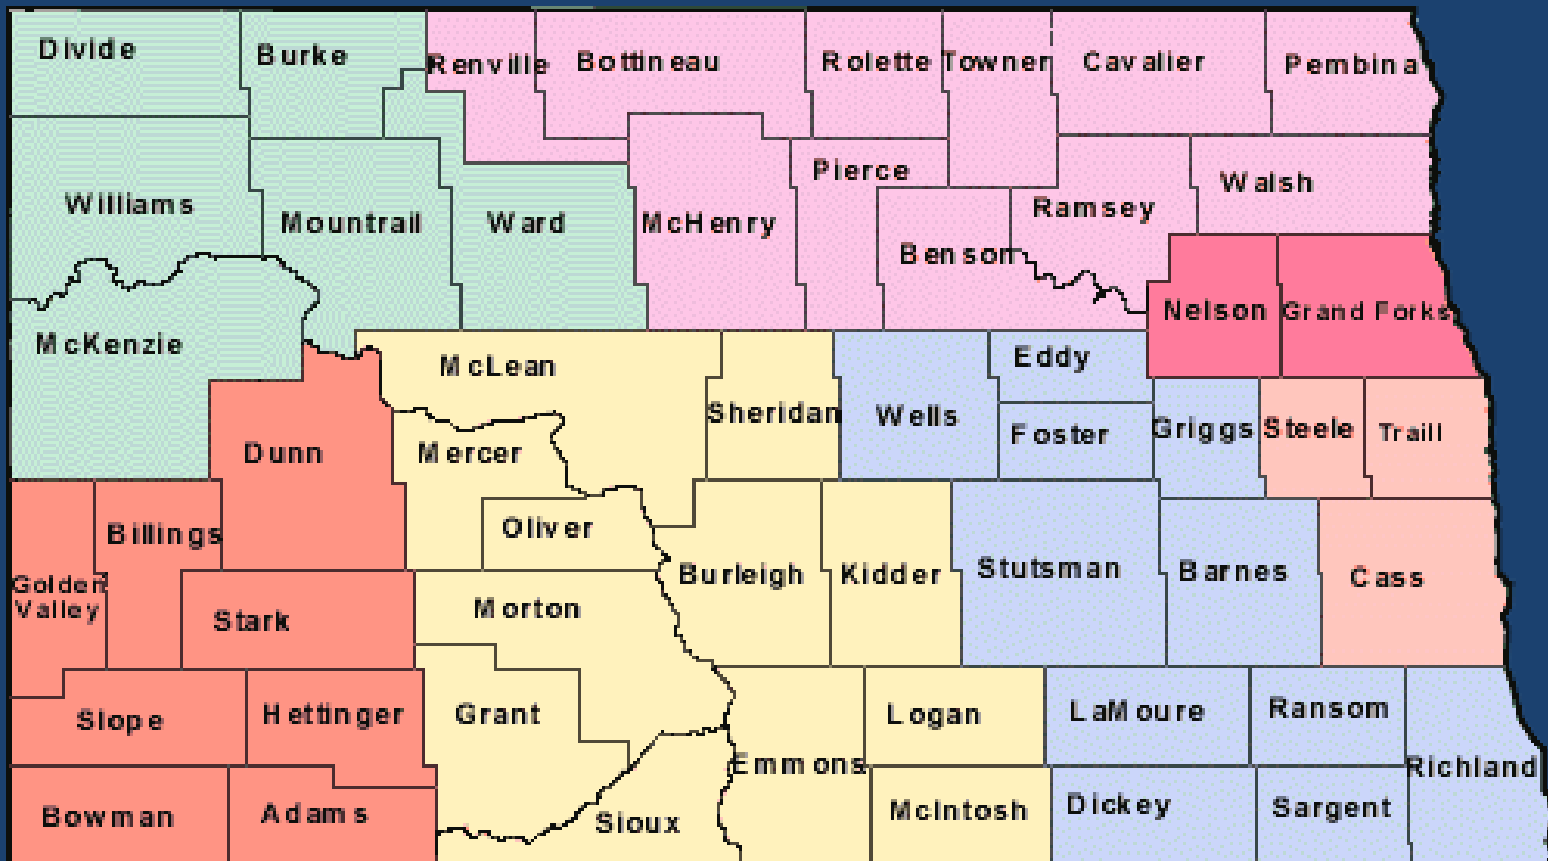 Divide
Burke
Renville
Bottineau
Rolette
Towner
Cavalier
Pembina
Pierce
Walsh
Williams
Mountrail
Ward
McHenry
Ramsey
Benson
Nelson
Grand Forks
McKenzie
McLean
Eddy
Sheridan
Wells
Foster
Griggs
Steele
Traill
Dunn
Mercer
Billings
Oliver
Golden
Valley
Stark
Morton
Burleigh
Kidder
Stutsman
Barnes
Cass
Slope
Hettinger
Grant
Logan
LaMoure
Ransom
Emmons
Richland
Bowman
Adams
Sioux
McIntosh
Dickey
Sargent